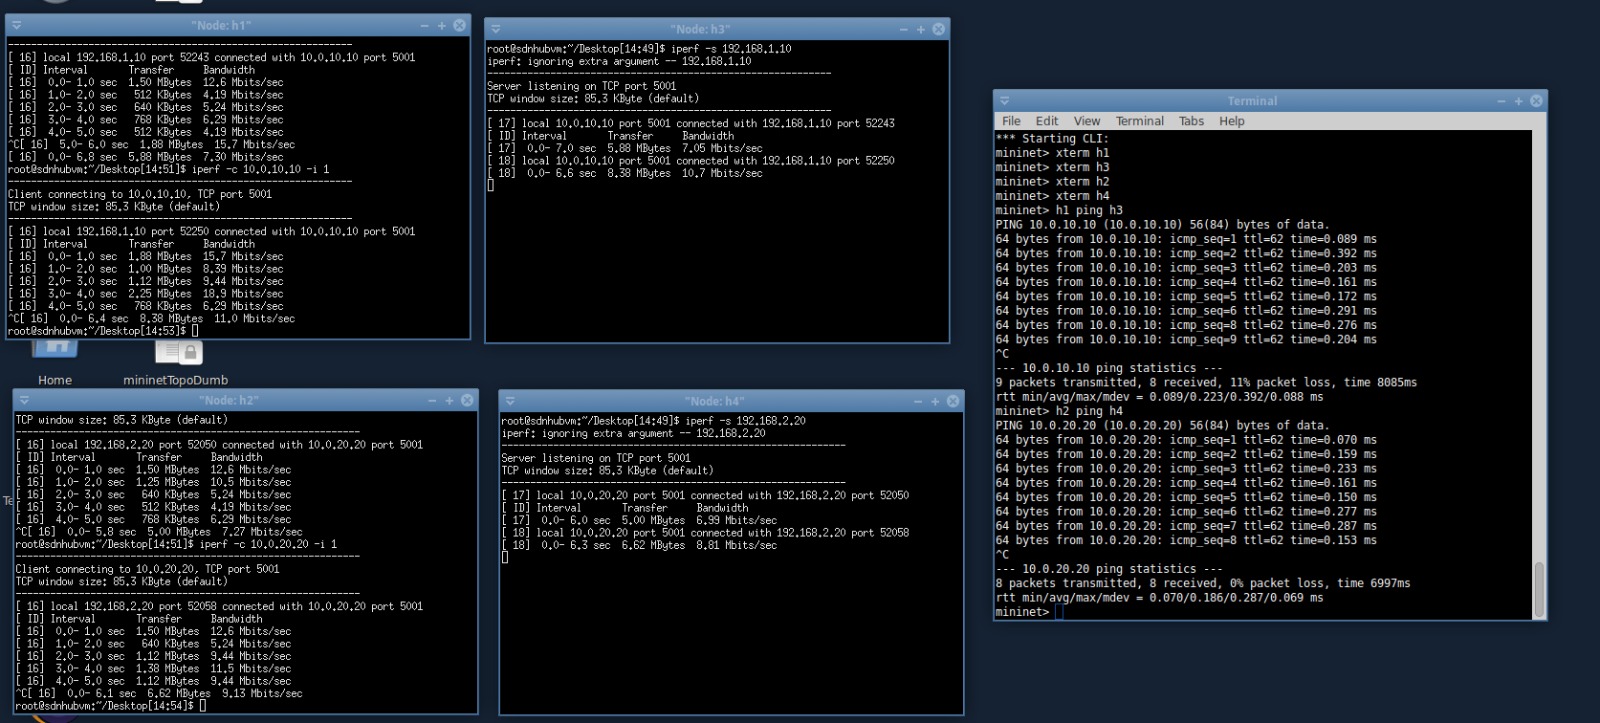 "Node: h1"
[ 16] local 192.168.1.10 port 52243 connected with 10.0.10.10 port 5001
[ ID] Interval       Transfer     Bandwidth
[ 16]  0.0- 1.0 sec  1.50 MBytes  12.6 Mbits/sec
[ 16]  1.0- 2.0 sec   512 KBytes  4.19 Mbits/sec
[ 16]  2.0- 3.0 sec   640 KBytes  5.24 Mbits/sec
[ 16]  3.0- 4.0 sec   768 KBytes  6.29 Mbits/sec
[ 16]  4.0- 5.0 sec   512 KBytes  4.19 Mbits/sec
^C[ 16]  5.0- 6.0 sec  1.88 MBytes  15.7 Mbits/sec
[ 16]  0.0- 6.8 sec  5.88 MBytes  7.30 Mbits/sec
root@sdnhubvm:~/Desktop[14:51]$ iperf -c 10.0.10.10 -i 1
------------------------------------------------------------
Client connecting to 10.0.10.10, TCP port 5001
TCP window size: 85.3 KByte (default)
------------------------------------------------------------
[ 16] local 192.168.1.10 port 52250 connected with 10.0.10.10 port 5001
[ ID] Interval       Transfer     Bandwidth
[ 16]  0.0- 1.0 sec  1.88 MBytes  15.7 Mbits/sec
[ 16]  1.0- 2.0 sec  1.00 MBytes  8.39 Mbits/sec
[ 16]  2.0- 3.0 sec  1.12 MBytes  9.44 Mbits/sec
[ 16]  3.0- 4.0 sec  2.25 MBytes  18.9 Mbits/sec
[ 16]  4.0- 5.0 sec   768 KBytes  6.29 Mbits/sec
^C[ 16]  0.0- 6.4 sec  8.38 MBytes  11.0 Mbits/sec
root@sdnhubvm:~/Desktop[14:53]$
"Node: h3"
root@sdnhubvm:~/Desktop[14:49]$ iperf -s 192.168.1.10
iperf: ignoring extra argument -- 192.168.1.10
------------------------------------------------------------
Server listening on TCP port 5001
TCP window size: 85.3 KByte (default)
------------------------------------------------------------
[ 17] local 10.0.10.10 port 5001 connected with 192.168.1.10 port 52243
[ ID] Interval       Transfer     Bandwidth
[ 17]  0.0- 7.0 sec  5.88 MBytes  7.05 Mbits/sec
[ 18] local 10.0.10.10 port 5001 connected with 192.168.1.10 port 52250
[ 18]  0.0- 6.6 sec  8.38 MBytes  10.7 Mbits/sec
Home
mininetTopoDumb
Te
"Node: h2"
TCP window size: 85.3 KByte (default)
------------------------------------------------------------
[ 16] local 192.168.2.20 port 52050 connected with 10.0.20.20 port 5001
[ ID] Interval       Transfer     Bandwidth
[ 16]  0.0- 1.0 sec  1.50 MBytes  12.6 Mbits/sec
[ 16]  1.0- 2.0 sec  1.25 MBytes  10.5 Mbits/sec
[ 16]  2.0- 3.0 sec   640 KBytes  5.24 Mbits/sec
[ 16]  3.0- 4.0 sec   512 KBytes  4.19 Mbits/sec
[ 16]  4.0- 5.0 sec   768 KBytes  6.29 Mbits/sec
^C[ 16]  0.0- 5.8 sec  5.00 MBytes  7.27 Mbits/sec
root@sdnhubvm:~/Desktop[14:51]$ iperf -c 10.0.20.20 -i 1
------------------------------------------------------------
Client connecting to 10.0.20.20, TCP port 5001
TCP window size: 85.3 KByte (default)
------------------------------------------------------------
[ 16] local 192.168.2.20 port 52058 connected with 10.0.20.20 port 5001
[ ID] Interval       Transfer     Bandwidth
[ 16]  0.0- 1.0 sec  1.50 MBytes  12.6 Mbits/sec
[ 16]  1.0- 2.0 sec   640 KBytes  5.24 Mbits/sec
[ 16]  2.0- 3.0 sec  1.12 MBytes  9.44 Mbits/sec
[ 16]  3.0- 4.0 sec  1.38 MBytes  11.5 Mbits/sec
[ 16]  4.0- 5.0 sec  1.12 MBytes  9.44 Mbits/sec
^C[ 16]  0.0- 6.1 sec  6.62 MBytes  9.13 Mbits/sec
root@sdnhubvm:~/Desktop[14:54]$
"Node: h4"
root@sdnhubvm:~/Desktop[14:49]$ iperf -s 192.168.2.20
iperf: ignoring extra argument -- 192.168.2.20
------------------------------------------------------------
Server listening on TCP port 5001
TCP window size: 85.3 KByte (default)
------------------------------------------------------------
[ 17] local 10.0.20.20 port 5001 connected with 192.168.2.20 port 52050
[ ID] Interval       Transfer     Bandwidth
[ 17]  0.0- 6.0 sec  5.00 MBytes  6.99 Mbits/sec
[ 18] local 10.0.20.20 port 5001 connected with 192.168.2.20 port 52058
[ 18]  0.0- 6.3 sec  6.62 MBytes  8.81 Mbits/sec
Terminal
File Edit View Terminal Tabs Help
*** Starting CLI:
mininet> xterm h1
mininet> xterm h3
mininet> xterm h2
mininet> xterm h4
mininet> h1 ping h3
PING 10.0.10.10 (10.0.10.10) 56(84) bytes of data.
64 bytes from 10.0.10.10: icmp_seq=1 ttl=62 time=0.089 ms
64 bytes from 10.0.10.10: icmp_seq=2 ttl=62 time=0.392 ms
64 bytes from 10.0.10.10: icmp_seq=3 ttl=62 time=0.203 ms
64 bytes from 10.0.10.10: icmp_seq=4 ttl=62 time=0.161 ms
64 bytes from 10.0.10.10: icmp_seq=5 ttl=62 time=0.172 ms
64 bytes from 10.0.10.10: icmp_seq=6 ttl=62 time=0.291 ms
64 bytes from 10.0.10.10: icmp_seq=8 ttl=62 time=0.276 ms
64 bytes from 10.0.10.10: icmp_seq=9 ttl=62 time=0.204 ms
^C
--- 10.0.10.10 ping statistics ---
9 packets transmitted, 8 received, 11% packet loss, time 8085ms
rtt min/avg/max/mdev = 0.089/0.223/0.392/0.088 ms
mininet> h2 ping h4
PING 10.0.20.20 (10.0.20.20) 56(84) bytes of data.
64 bytes from 10.0.20.20: icmp_seq=1 ttl=62 time=0.070 ms
64 bytes from 10.0.20.20: icmp_seq=2 ttl=62 time=0.159 ms
64 bytes from 10.0.20.20: icmp_seq=3 ttl=62 time=0.233 ms
64 bytes from 10.0.20.20: icmp_seq=4 ttl=62 time=0.161 ms
64 bytes from 10.0.20.20: icmp_seq=5 ttl=62 time=0.150 ms
64 bytes from 10.0.20.20: icmp_seq=6 ttl=62 time=0.277 ms
64 bytes from 10.0.20.20: icmp_seq=7 ttl=62 time=0.287 ms
64 bytes from 10.0.20.20: icmp_seq=8 ttl=62 time=0.153 ms
^C
--- 10.0.20.20 ping statistics ---
8 packets transmitted, 8 received, 0% packet loss, time 6997ms
rtt min/avg/max/mdev = 0.070/0.186/0.287/0.069 ms
mininet>